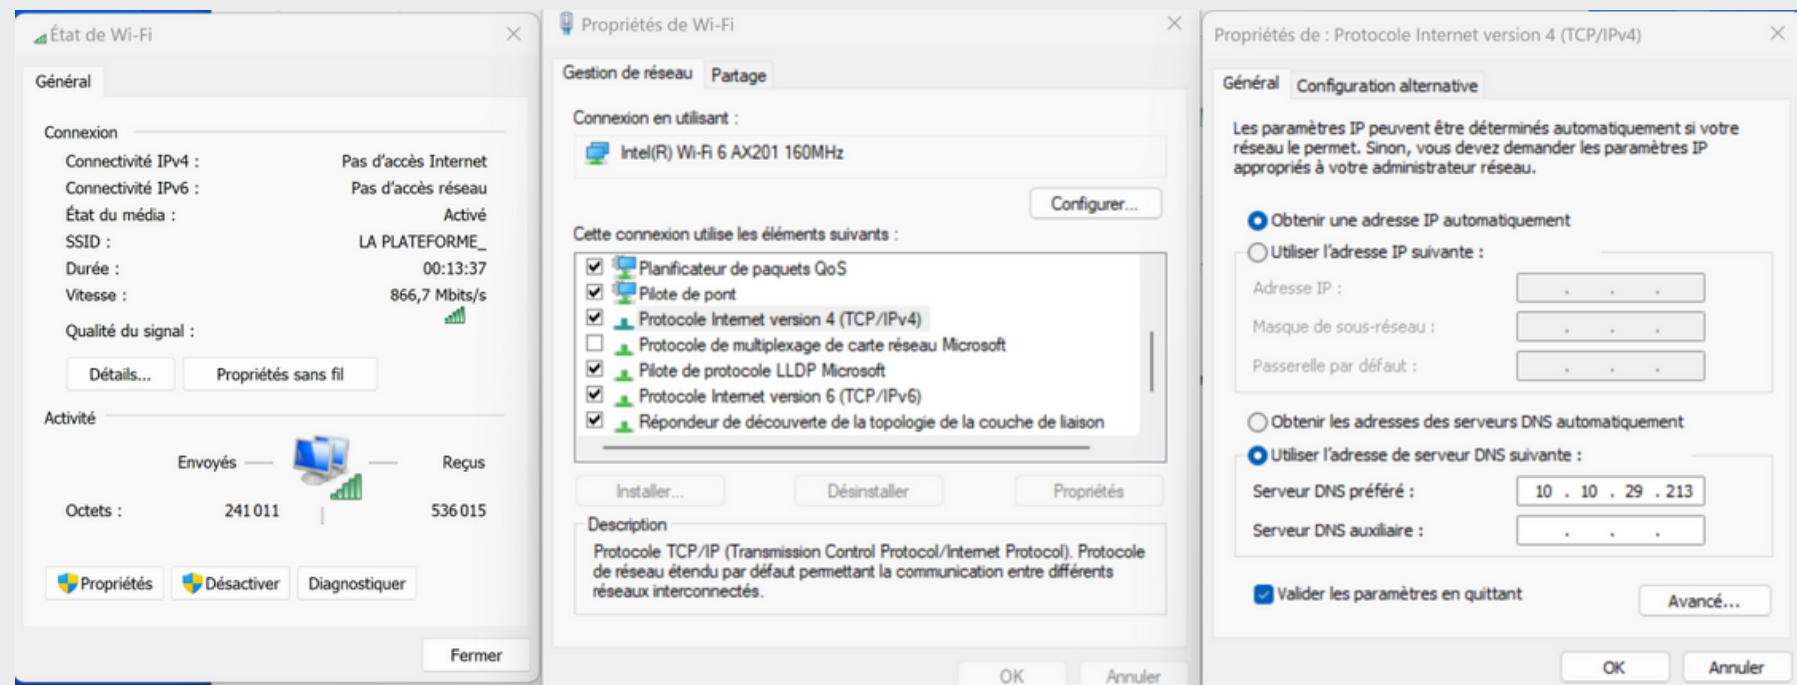 État de Wi-Fi
Général
Connexion
Connectivité IPv4 : Pas d'accès Internet
Connectivité IPv6 : Pas d'accès réseau
État du média : Activé
SSID : LA PLATEFORME_
Durée : 00:13:37
Vitesse : 866,7 Mbits/s
Qualité du signal :
Détails... Propriétés sans fil
Activité
Envoyés Reçus
Octets : 241 011 536 015
Propriétés Désactiver Diagnostiquer
Fermer
Propriétés de Wi-Fi
Gestion de réseau Partage
Connexion en utilisant :
Intel(R) Wi-Fi 6 AX201 160MHz
Configurer...
Cette connexion utilise les éléments suivants :
Planificateur de paquets QoS
Pilote de pont
Protocole Internet version 4 (TCP/IPv4)
Protocole de multiplexage de carte réseau Microsoft
Pilote de protocole LLDP Microsoft
Protocole Internet version 6 (TCP/IPv6)
Répondeur de découverte de la topologie de la couche de liaison
Installer... Désinstaller Propriétés
Description
Protocole TCP/IP (Transmission Control Protocol/Internet Protocol). Protocole
de réseau étendu par défaut permettant la communication entre différents
réseaux interconnectés.
OK Annuler
Propriétés de : Protocole Internet version 4 (TCP/IPv4)
Général Configuration alternative
Les paramètres IP peuvent être déterminés automatiquement si votre
réseau le permet. Sinon, vous devez demander les paramètres IP
appropriés à votre administrateur réseau.
Obtenir une adresse IP automatiquement
Utiliser l'adresse IP suivante :
Adresse IP : . . .
Masque de sous-réseau : . . .
Passerelle par défaut : . . .
Obtenir les adresses des serveurs DNS automatiquement
Utiliser l'adresse de serveur DNS suivante :
Serveur DNS préféré : 10 . 10 . 29 . 213
Serveur DNS auxiliaire : . . .
Valider les paramètres en quittant
Avancé...
OK Annuler